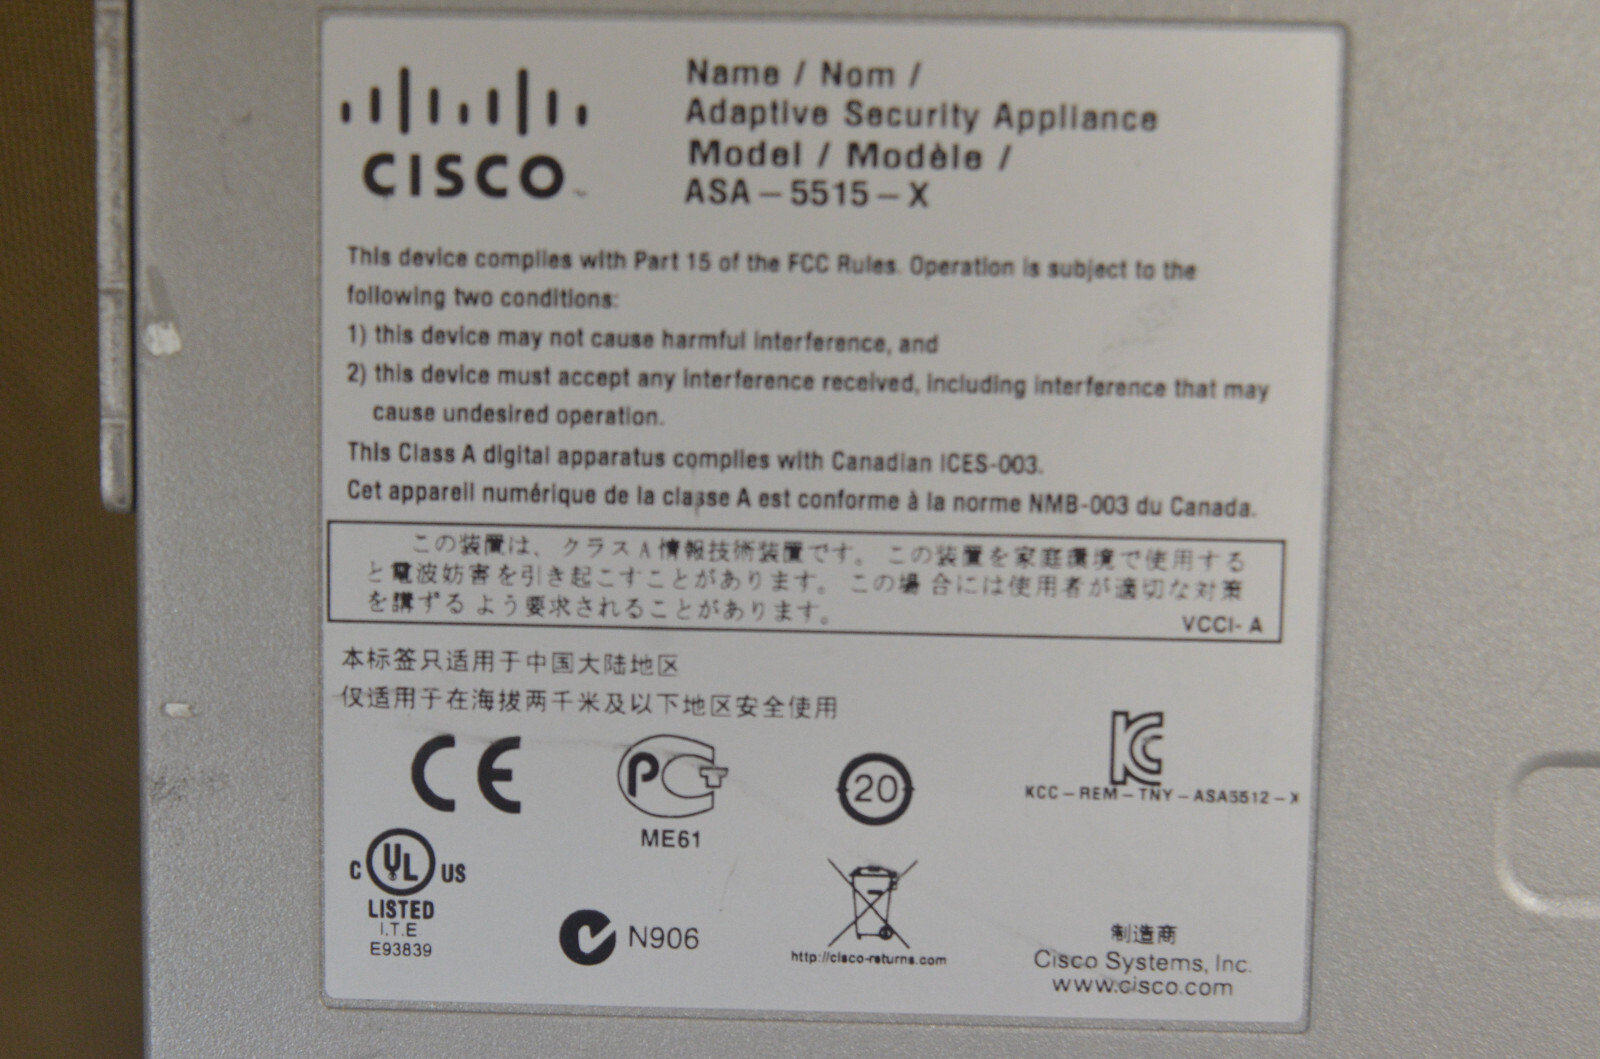 CISCO
Name / Nom /
Adaptive Security Appliance
Model / Modèle /
ASA – 5515 – X
This device complies with Part 15 of the FCC Rules. Operation is subject to the
following two conditions:
1) this device may not cause harmful interference, and
2) this device must accept any interference received, including interference that may
cause undesired operation.
This Class A digital apparatus complies with Canadian ICES-003.
Cet appareil numérique de la classe A est conforme à la norme NMB-003 du Canada.
この装置は、クラスA情報技術装置です。この装置を家庭環境で使用する
と電波妨害を引き起こすことがあります。この場合には使用者が適切な対策
を講ずるよう要求されることがあります。
VCCI- A
本标签只适用于中国大陆地区
仅适用于在海拔两千米及以下地区安全使用
CE
PCT
ME61
20
KC
KCC – REM – TNY – ASA5512 – X
C UL US
LISTED
I.T.E
E93839
N906
http://cisco-returns.com
制造商
Cisco Systems, Inc.
www.cisco.com